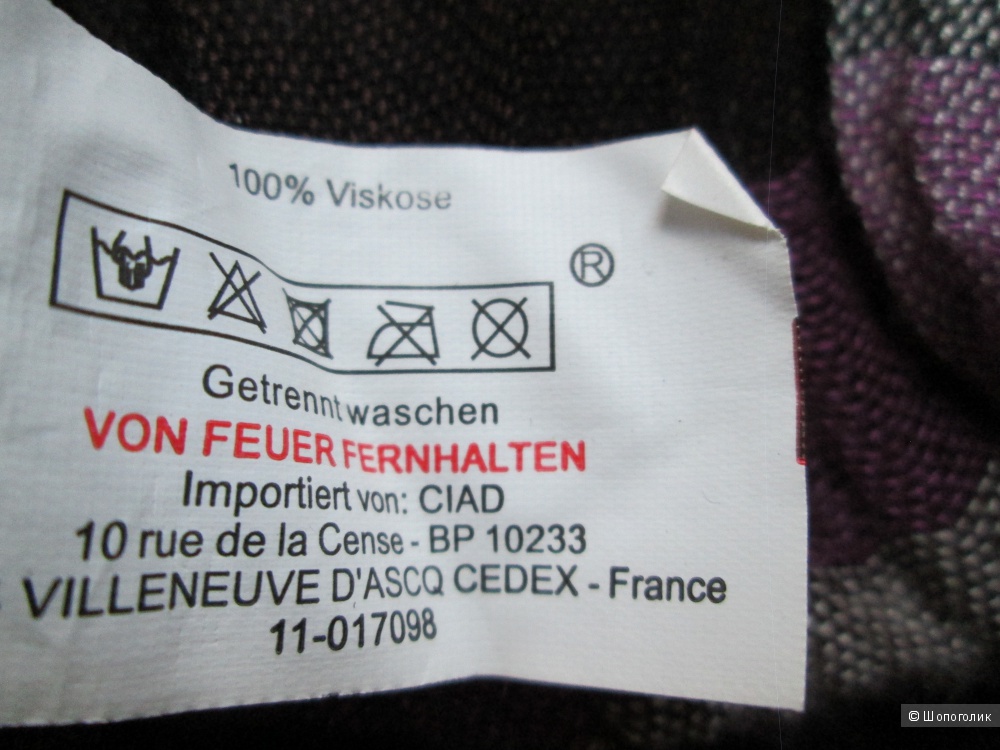 100% Viskose
®
Getrennt waschen
VON FEUER FERNHALTEN
Importiert von: CIAD
10 rue de la Cense - BP 10233
VILLENEUVE D'ASCQ CEDEX - France
11-017098
© Шопоголик